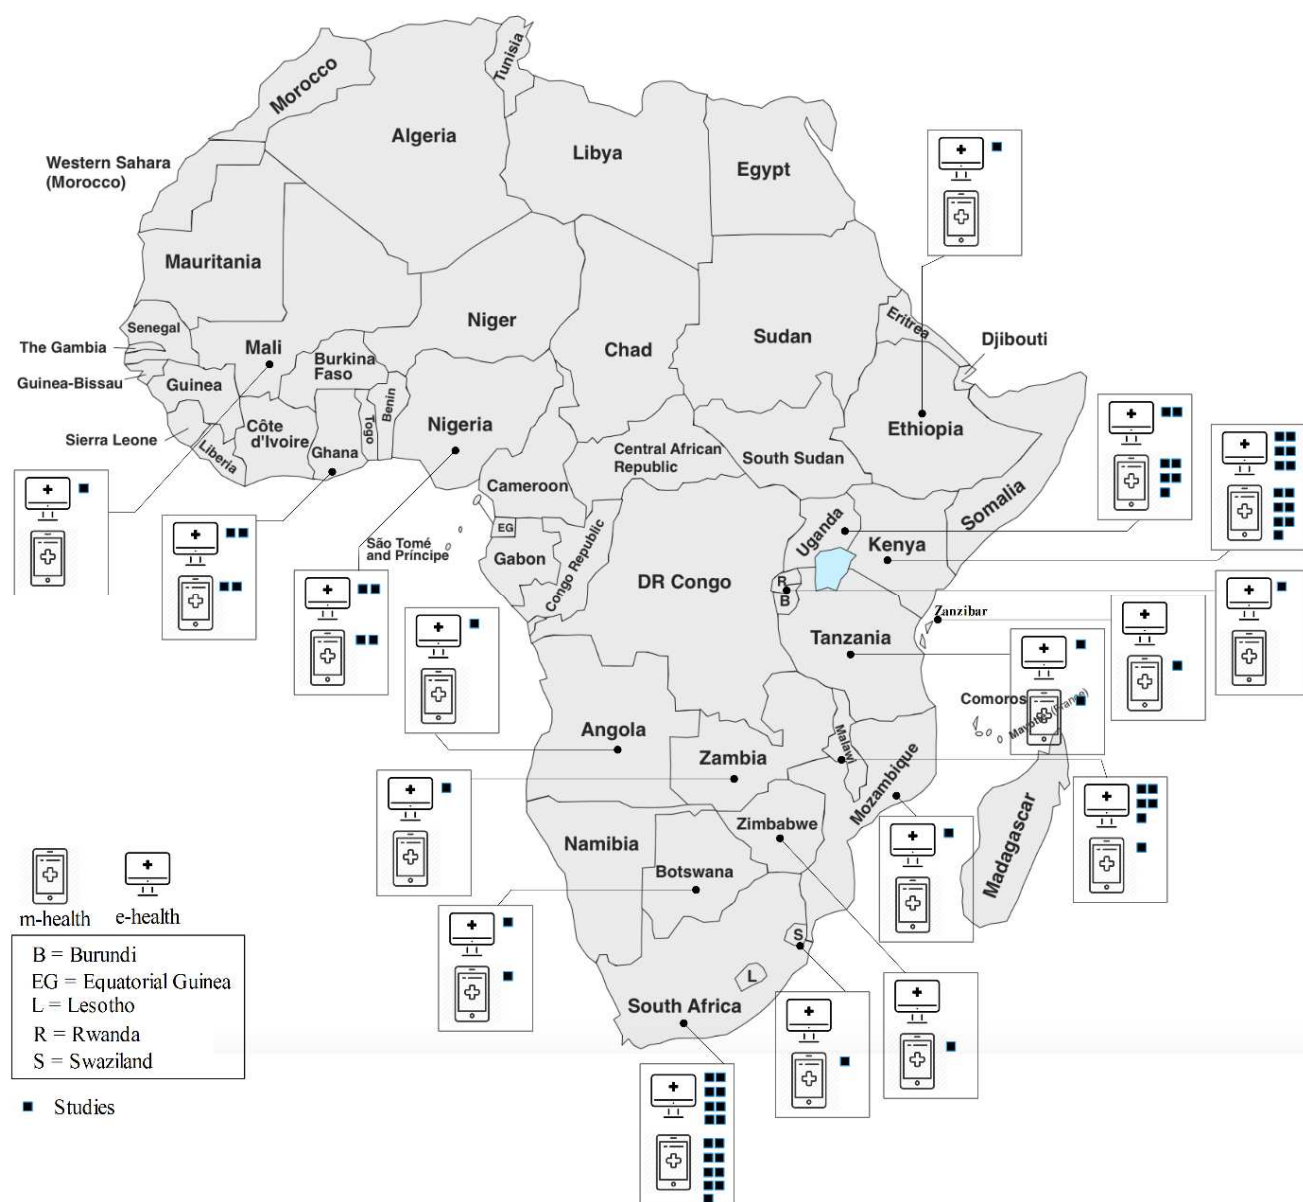 Tunisia
Morocco
Algeria
Libya
Egypt
Western Sahara
(Morocco)
Mauritania
Niger
Mali
Chad
Sudan
Eritrea
Djibouti
Senegal
The Gambia
Guinea-Bissau
Guinea
Burkina
Faso
Benin
Togo
Nigeria
Ethiopia
Sierra Leone
Liberia
Côte
d'Ivoire
Ghana
Central African
Republic
South Sudan
Cameroon
Somalia
Uganda
Kenya
EG
São Tomé
and Príncipe
Gabon
Congo Republic
DR Congo
R
B
Zanzibar
Tanzania
Comoros
Mayotte (France)
Angola
Zambia
Malawi
Mozambique
Madagascar
Zimbabwe
Namibia
Botswana
S
L
South Africa
m-health
e-health
B = Burundi
EG = Equatorial Guinea
L = Lesotho
R = Rwanda
S = Swaziland
Studies